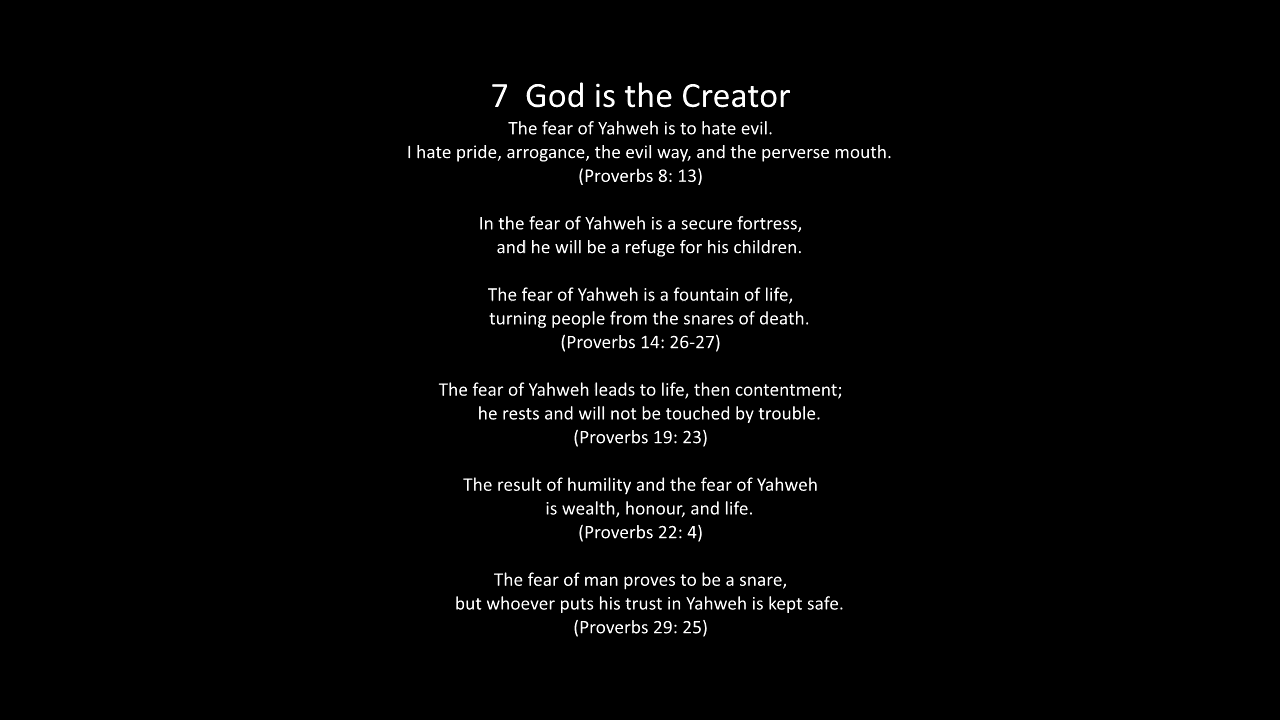 7  God is the Creator
The fear of Yahweh is to hate evil.
I hate pride, arrogance, the evil way, and the perverse mouth.
(Proverbs 8: 13)
In the fear of Yahweh is a secure fortress,
and he will be a refuge for his children.
The fear of Yahweh is a fountain of life,
turning people from the snares of death.
(Proverbs 14: 26-27)
The fear of Yahweh leads to life, then contentment;
he rests and will not be touched by trouble.
(Proverbs 19: 23)
The result of humility and the fear of Yahweh
is wealth, honour, and life.
(Proverbs 22: 4)
The fear of man proves to be a snare,
but whoever puts his trust in Yahweh is kept safe.
(Proverbs 29: 25)